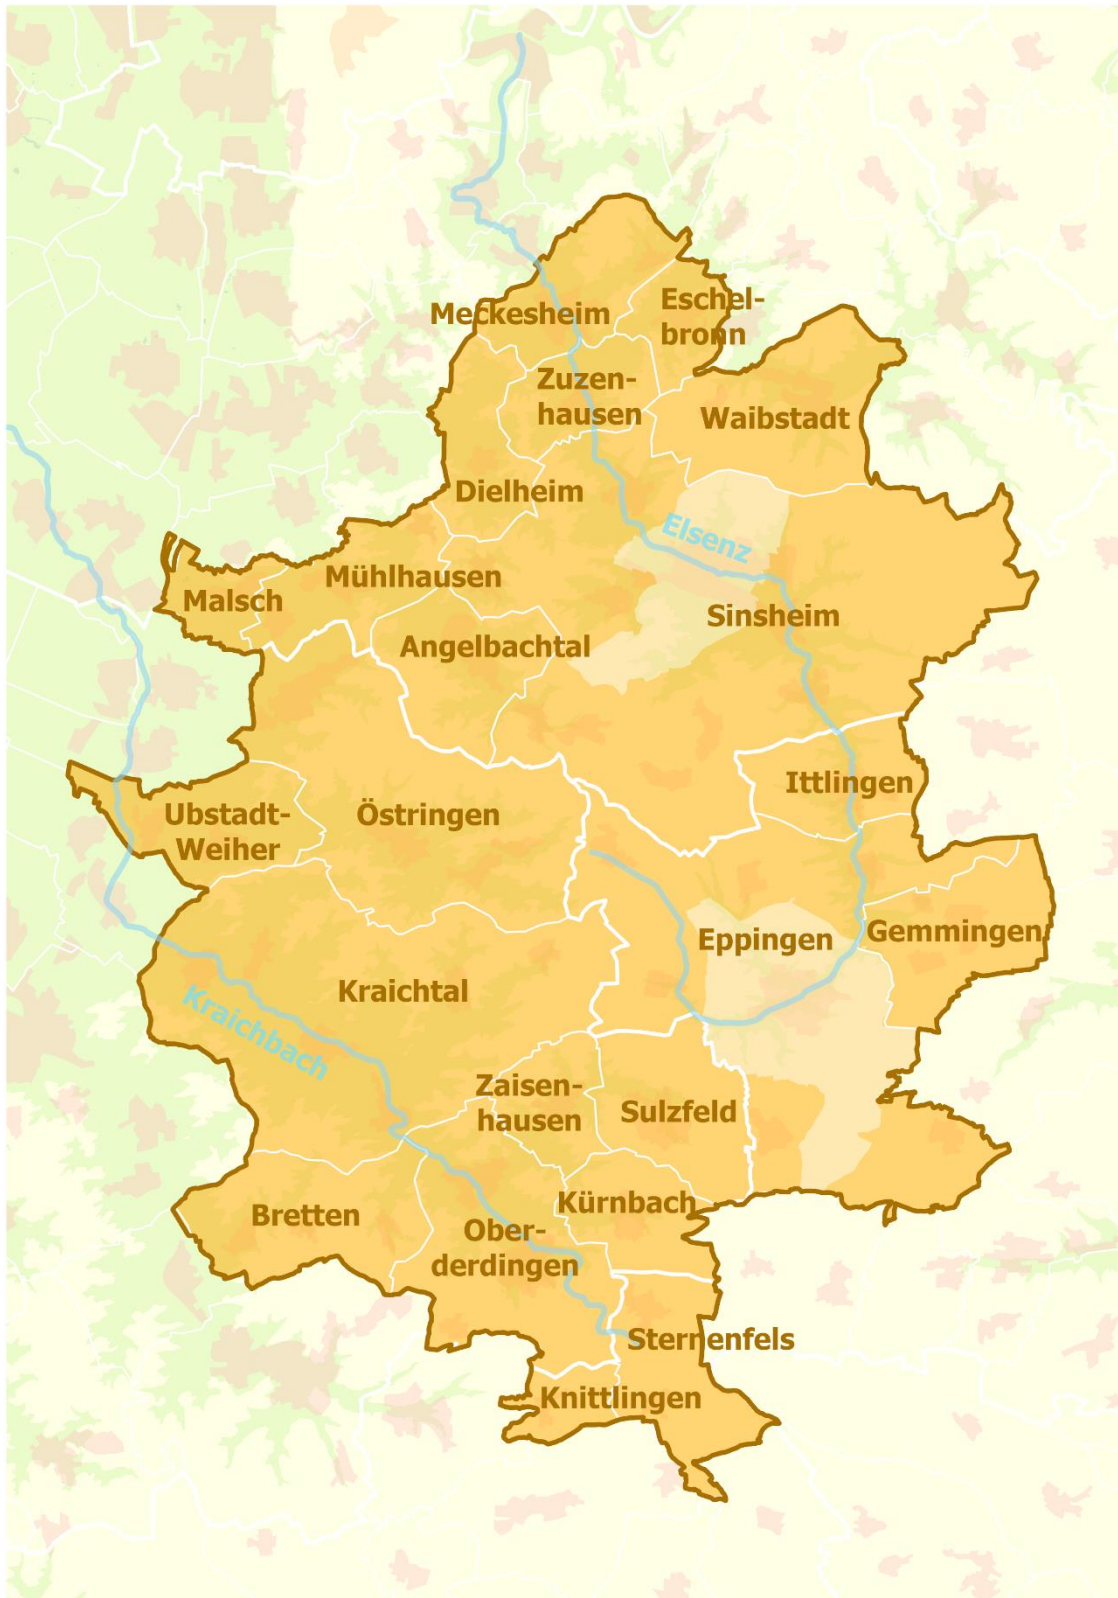 Meckesheim
Eschel-
bronn
Zuzen-
hausen
Waibstadt
Dielheim
Elsenz
Mühlhausen
Malsch
Sinsheim
Angelbachtal
Ittlingen
Ubstadt-
Weiher
Östringen
Eppingen
Gemmingen
Kraichtal
Kraichbach
Zaisen-
hausen
Sulzfeld
Bretten
Kürnbach
Ober-
derdingen
Sternenfels
Knittlingen